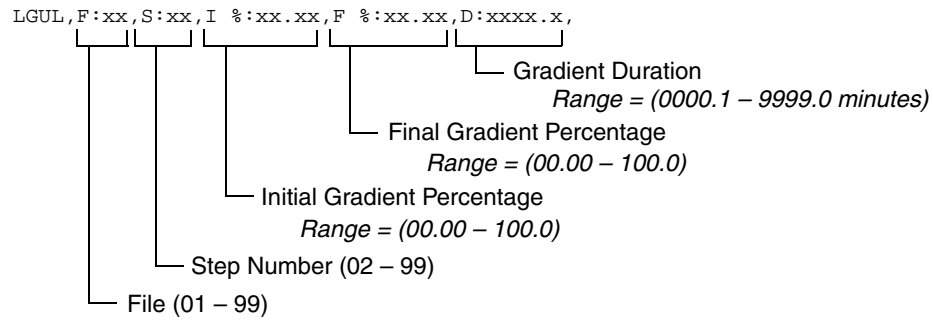 LGUL,F:xx,S:xx,I %:xx.xx,F %:xx.xx,D:xxxx.x,
Gradient Duration
Range = (0000.1 – 9999.0 minutes)
Final Gradient Percentage
Range = (00.00 – 100.0)
Initial Gradient Percentage
Range = (00.00 – 100.0)
Step Number (02 – 99)
File (01 – 99)